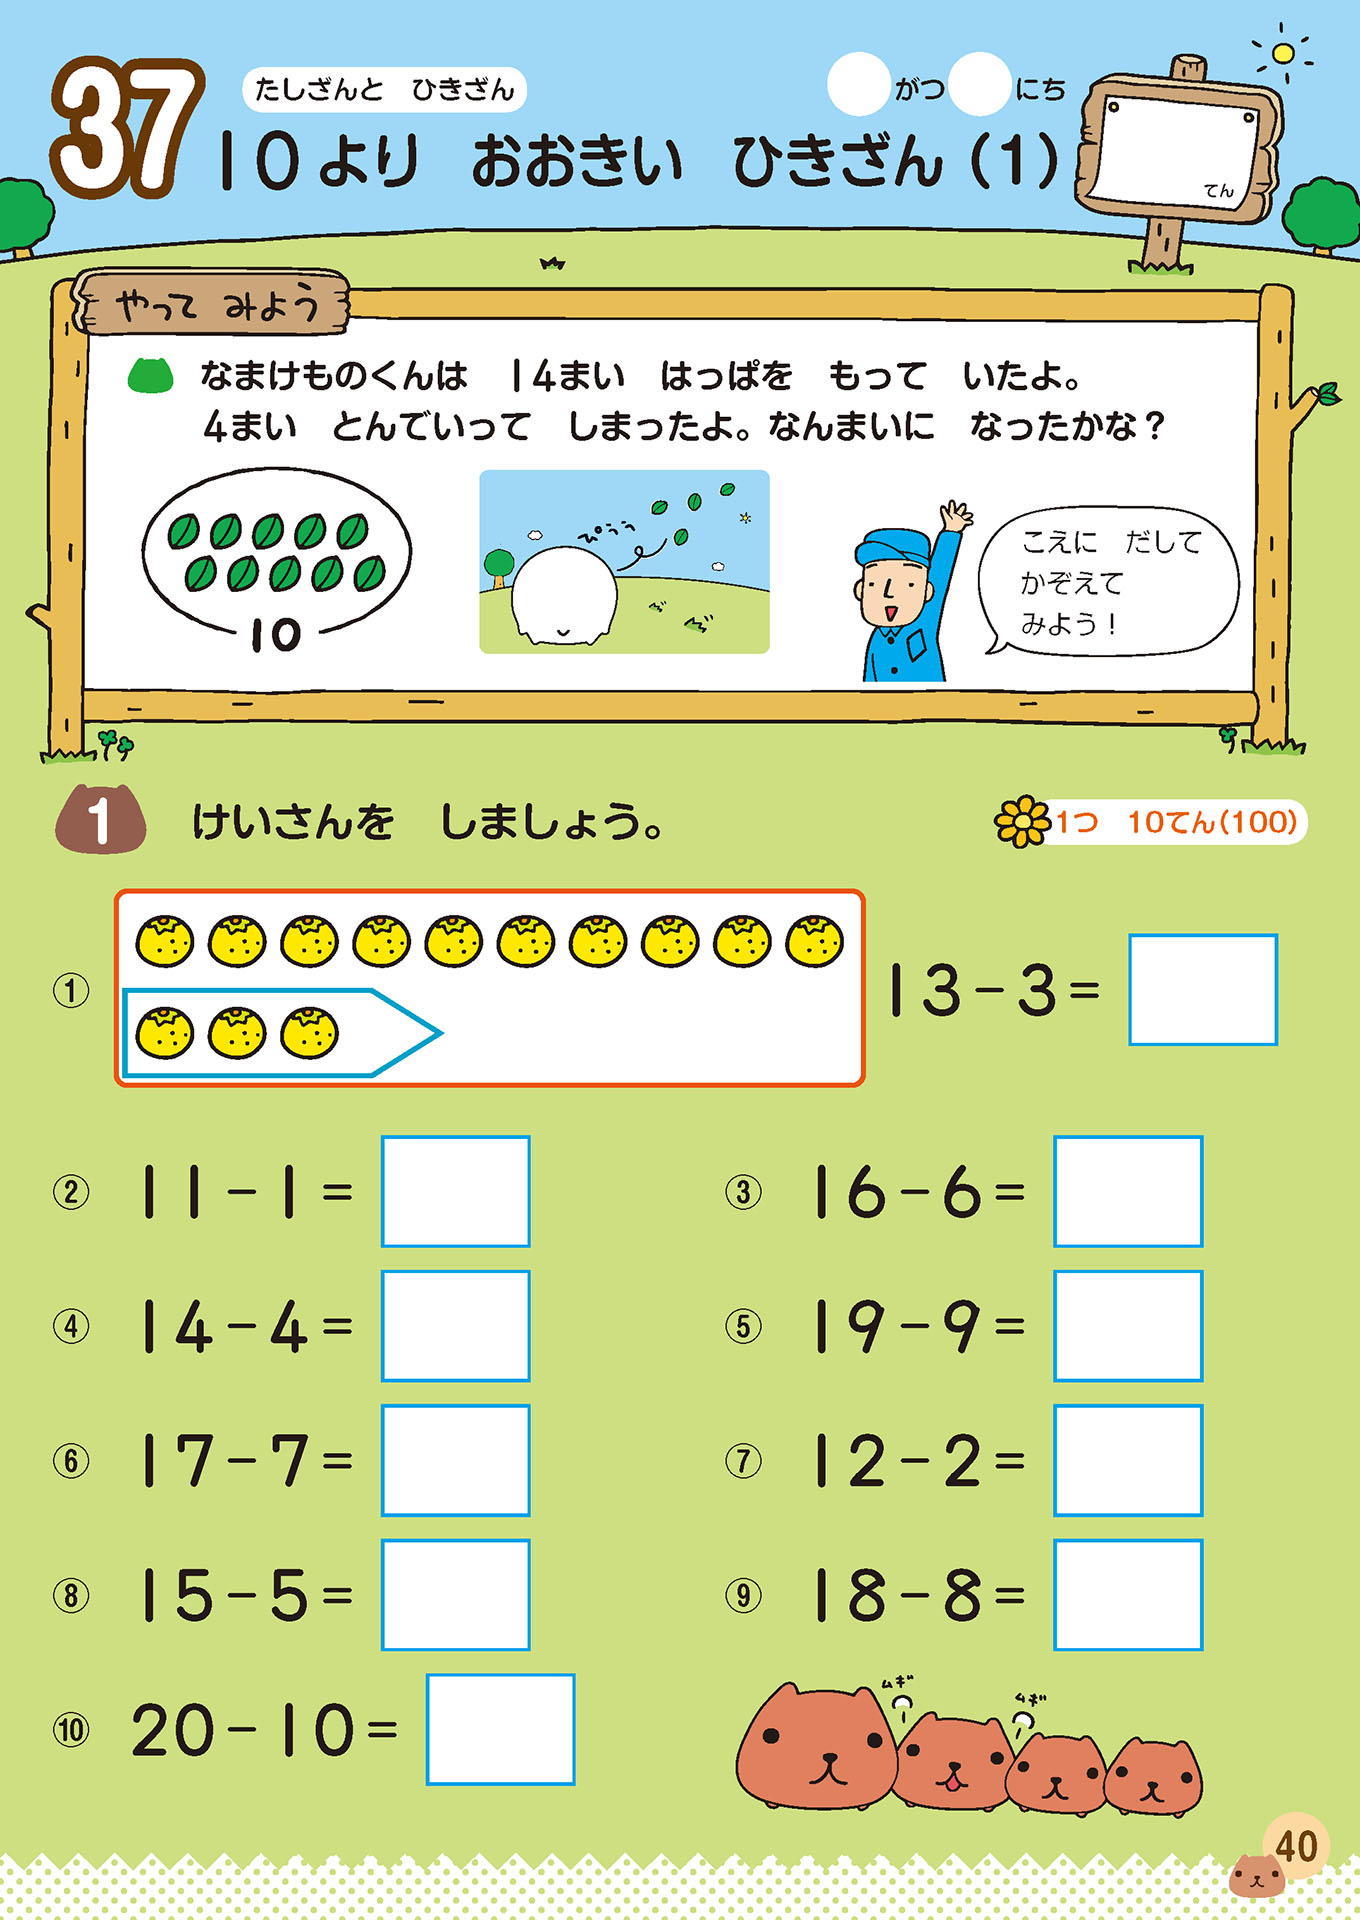 37
たしざんと　ひきざん
がつ　にち
10より　おおきい　ひきざん(1)
てん
やって　みよう
なまけものくんは　14まい　はっぱを　もって　いたよ。
4まい　とんでいって　しまったよ。なんまいに　なったかな？
10
ぴゅうう
こえに　だして
かぞえて
みよう！
1　けいさんを　しましょう。
1つ　10てん(100)
① 13－3＝
② 11－1＝
③ 16－6＝
④ 14－4＝
⑤ 19－9＝
⑥ 17－7＝
⑦ 12－2＝
⑧ 15－5＝
⑨ 18－8＝
⑩ 20－10＝
ムギ
ムギ
40